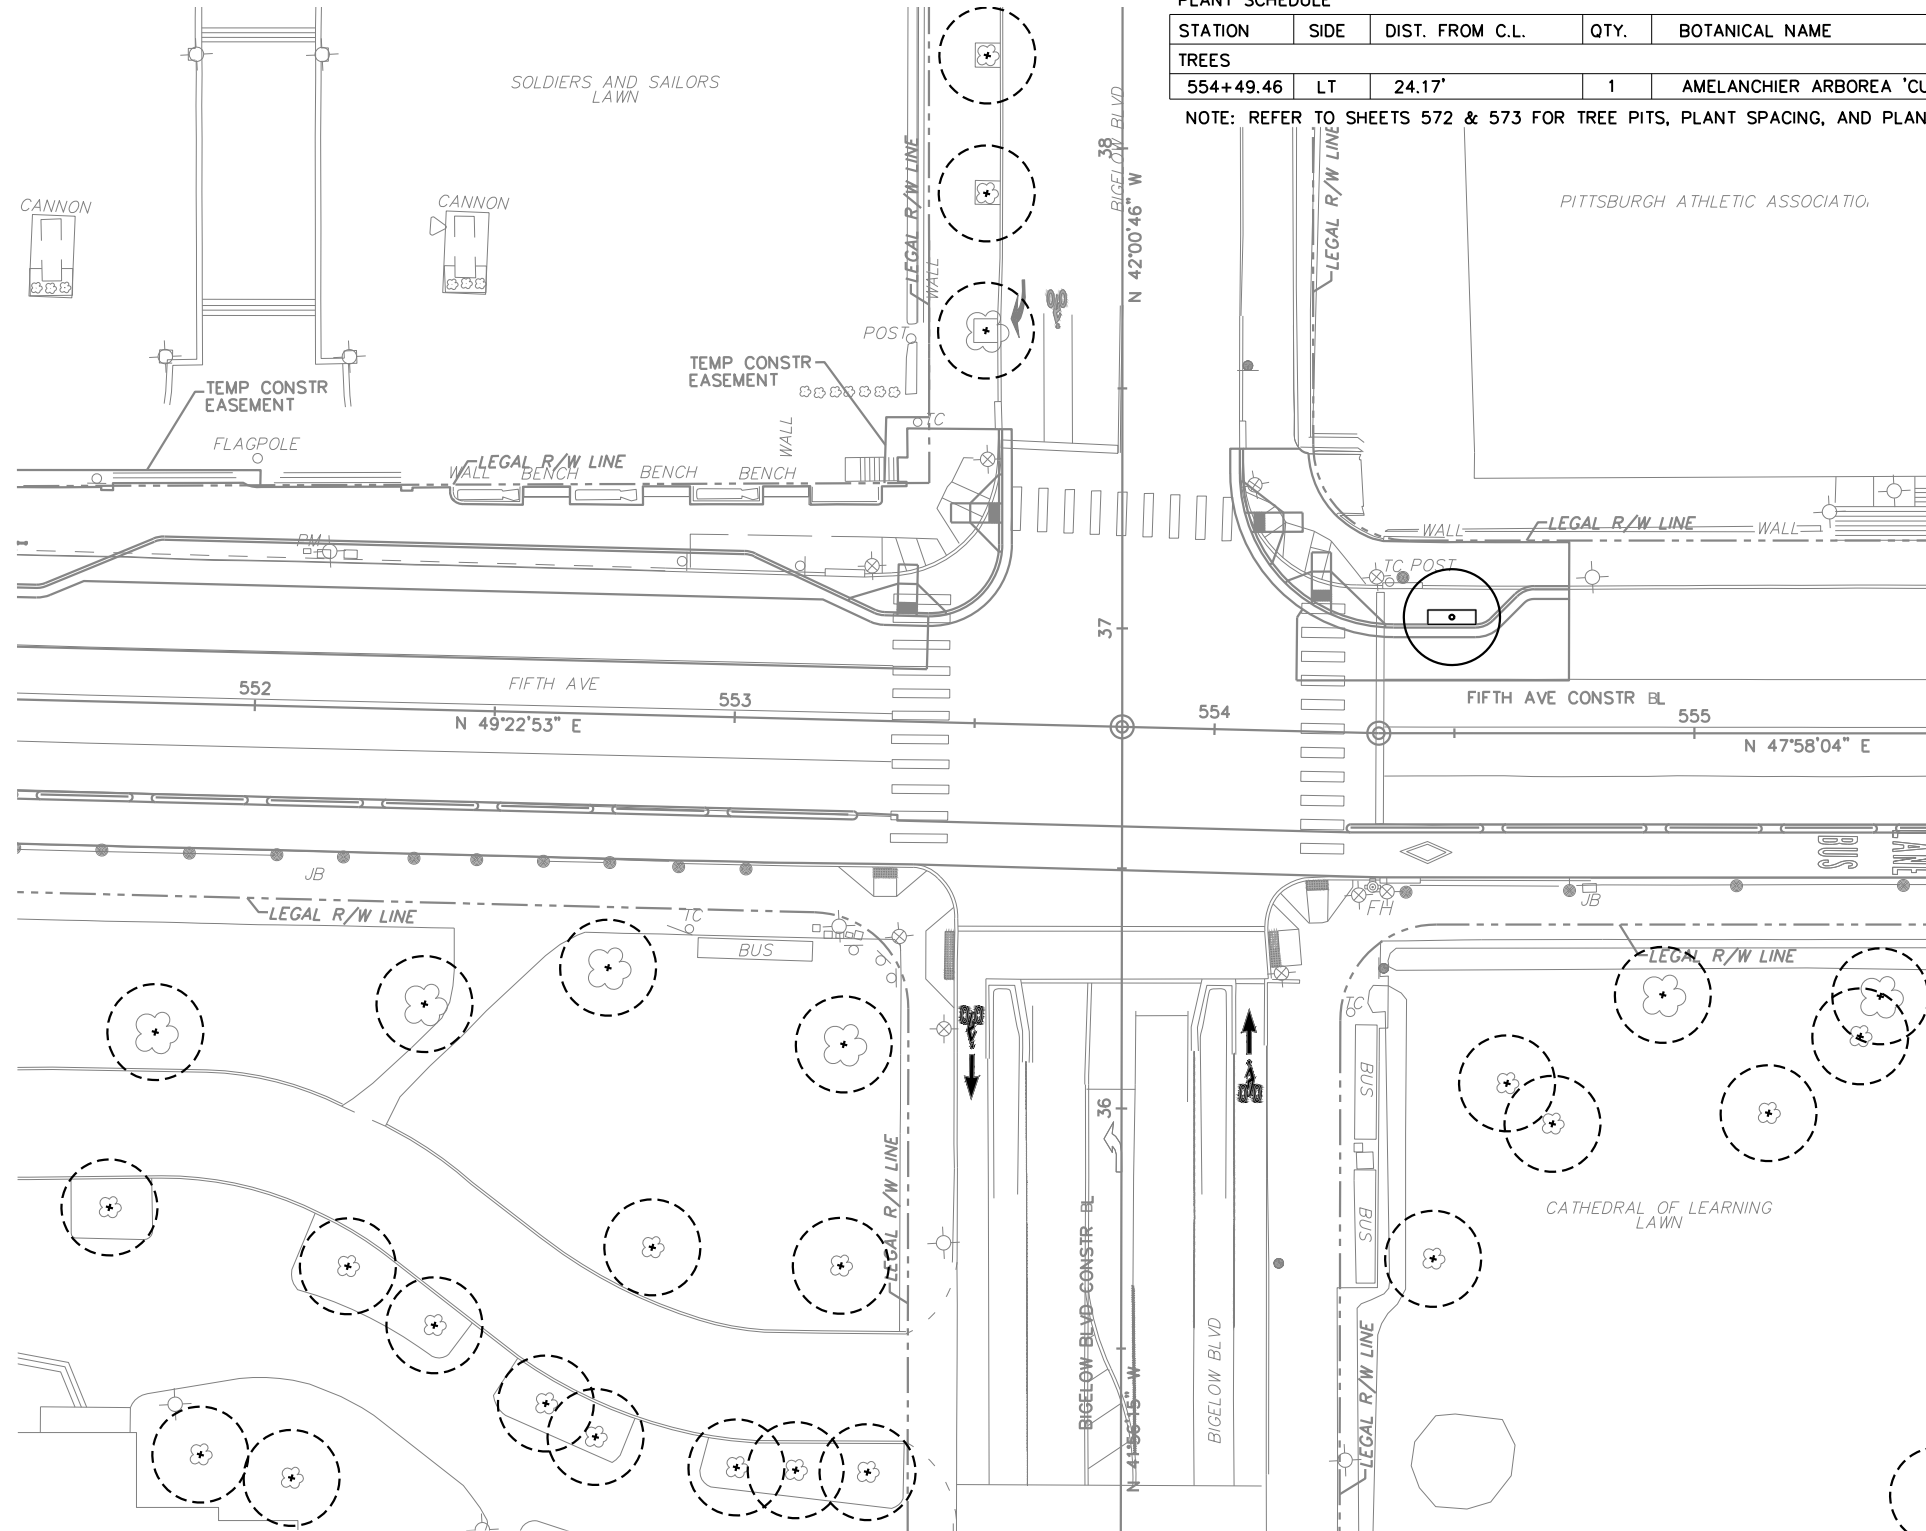 PLANT SCHEDULE
STATION SIDE DIST. FROM C.L. QTY. BOTANICAL NAME
TREES
554+49.46 LT 24.17' 1 AMELANCHIER ARBOREA 'CU
NOTE: REFER TO SHEETS 572 & 573 FOR TREE PITS, PLANT SPACING, AND PLAN
SOLDIERS AND SAILORS
LAWN
BIGELOW BLVD
38
N 42°00'46" W
LEGAL R/W LINE
WALL
LEGAL R/W LINE
PITTSBURGH ATHLETIC ASSOCIATIO
CANNON
CANNON
POST
TEMP CONSTR
EASEMENT
TEMP CONSTR
EASEMENT
TC
WALL
FLAGPOLE
LEGAL R/W LINE
WALL
BENCH
BENCH
BENCH
WALL
LEGAL R/W LINE
WALL
PM
TC
POST
37
552
FIFTH AVE
553
N 49°22'53" E
554
FIFTH AVE CONSTR BL
555
N 47°58'04" E
BUS
LANE
JB
LEGAL R/W LINE
TC
BUS
FH
JB
LEGAL R/W LINE
TC
BUS
BUS
36
LEGAL R/W LINE
BIGELOW BLVD CONSTR BL
N 41°56'15" W
BIGELOW BLVD
LEGAL R/W LINE
CATHEDRAL OF LEARNING
LAWN